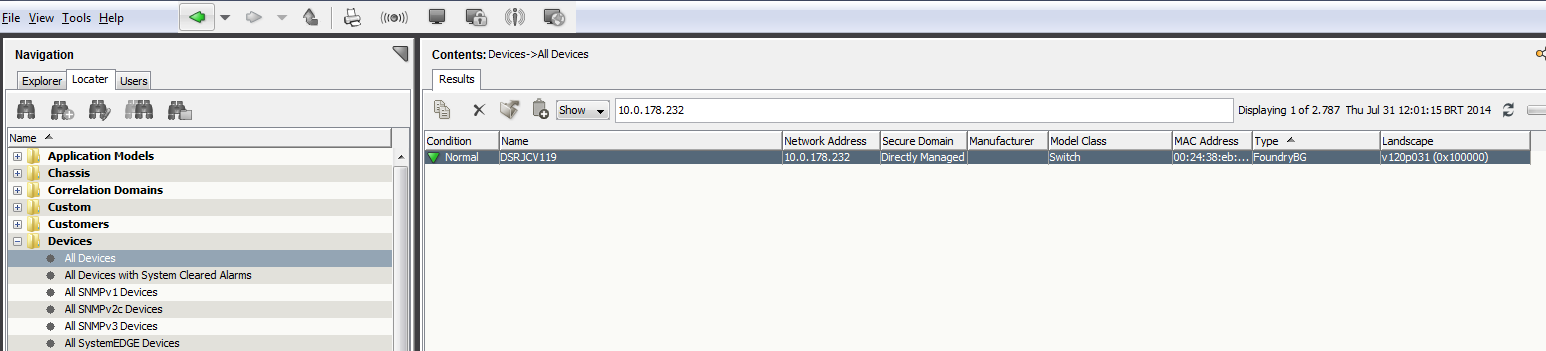 File View Tools Help
Navigation
Explorer Locater Users
Name
Application Models
Chassis
Correlation Domains
Custom
Customers
Devices
All Devices
All Devices with System Cleared Alarms
All SNMPv1 Devices
All SNMPv2c Devices
All SNMPv3 Devices
All SystemEDGE Devices
Contents: Devices->All Devices
Results
Show 10.0.178.232 Displaying 1 of 2.787 Thu Jul 31 12:01:15 BRT 2014
Condition Name Network Address Secure Domain Manufacturer Model Class MAC Address Type Landscape
Normal DSRJCV119 10.0.178.232 Directly Managed Switch 00:24:38:eb:... FoundryBG v120p031 (0x100000)